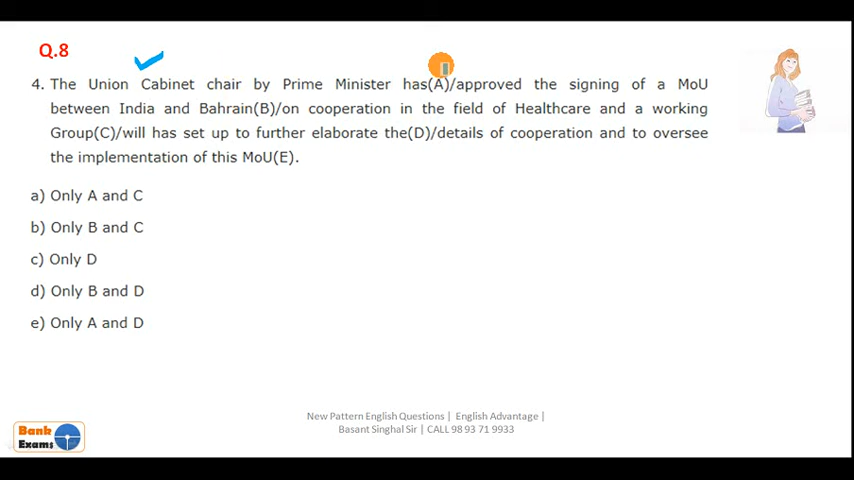 Q.8
4. The Union Cabinet chair by Prime Minister has(A)/approved the signing of a MoU
between India and Bahrain(B)/on cooperation in the field of Healthcare and a working
Group(C)/will has set up to further elaborate the(D)/details of cooperation and to oversee
the implementation of this MoU(E).
a) Only A and C
b) Only B and C
c) Only D
d) Only B and D
e) Only A and D
New Pattern English Questions | English Advantage |
Basant Singhal Sir | CALL 98 93 71 9933
Bank
Exams